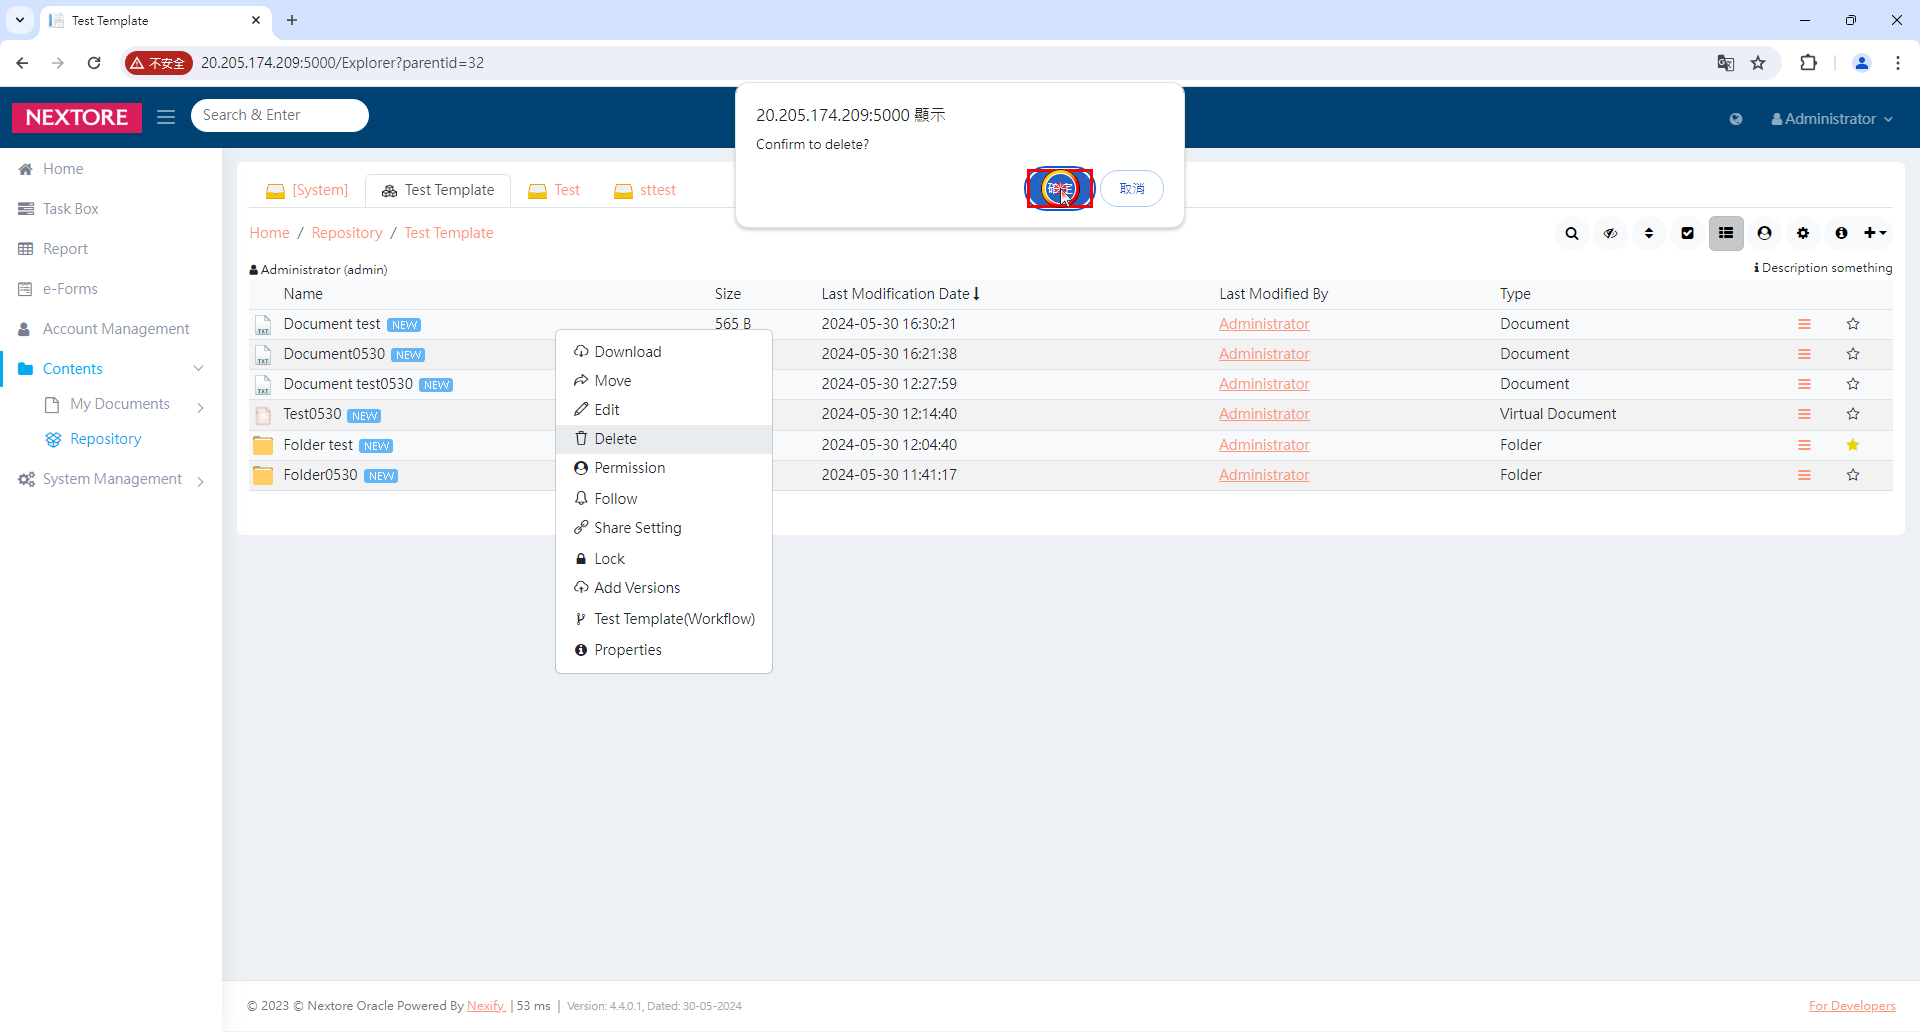 Test Template
不安全
20.205.174.209:5000/Explorer?parentid=32
NEXTORE
Search & Enter
Administrator
20.205.174.209:5000 顯示
Confirm to delete?
確定
取消
Home
Task Box
Report
e-Forms
Account Management
Contents
My Documents
Repository
System Management
[System]
Test Template
Test
sttest
Home / Repository / Test Template
Administrator (admin)
Description something
Name Size Last Modification Date Last Modified By Type
Document test NEW 565 B 2024-05-30 16:30:21 Administrator Document
Document0530 NEW 2024-05-30 16:21:38 Administrator Document
Document test0530 NEW 2024-05-30 12:27:59 Administrator Document
Test0530 NEW 2024-05-30 12:14:40 Administrator Virtual Document
Folder test NEW 2024-05-30 12:04:40 Administrator Folder
Folder0530 NEW 2024-05-30 11:41:17 Administrator Folder
Download
Move
Edit
Delete
Permission
Follow
Share Setting
Lock
Add Versions
Test Template(Workflow)
Properties
© 2023 © Nextore Oracle Powered By Nexify | 53 ms | Version: 4.4.0.1, Dated: 30-05-2024
For Developers